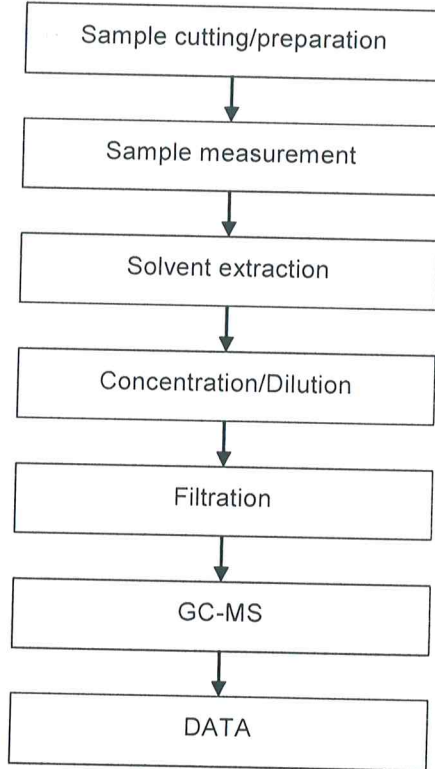 Sample cutting/preparation
Sample measurement
Solvent extraction
Concentration/Dilution
Filtration
GC-MS
DATA